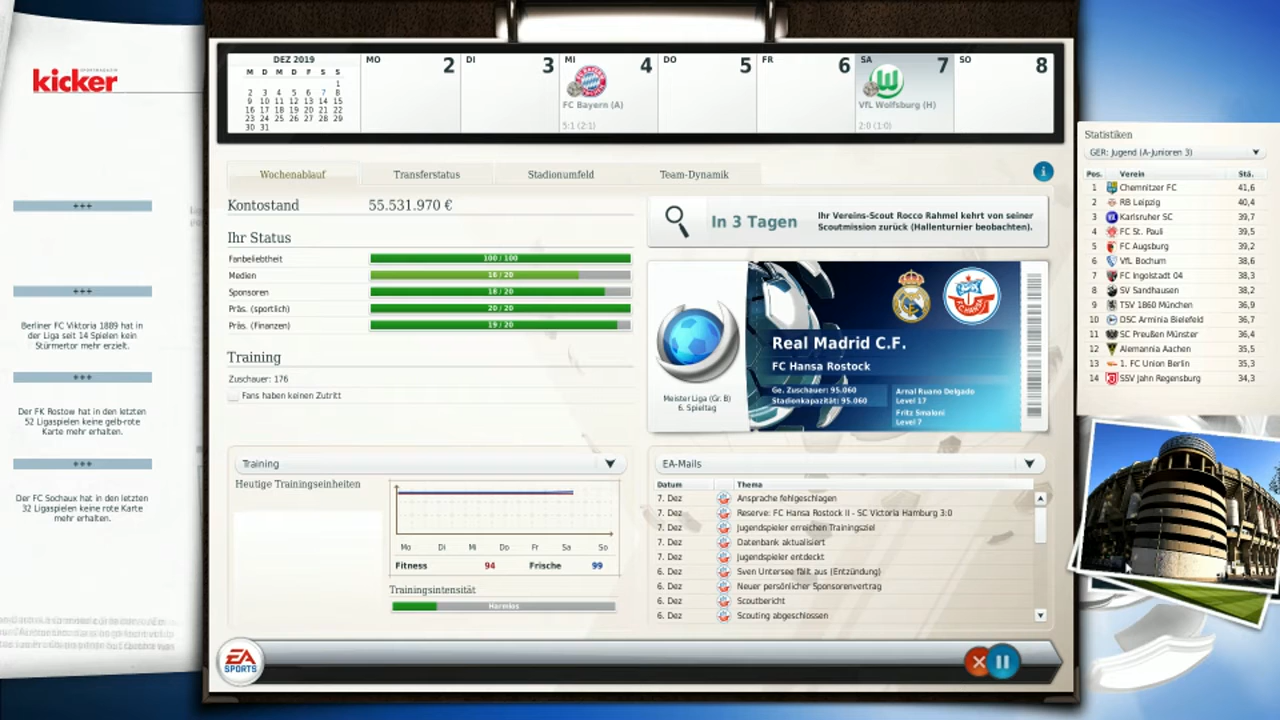 SPORTMAGAZIN
kicker
+++
+++
Berliner FC Viktoria 1889 hat in
der Liga seit 14 Spielen kein
Stürmertor mehr erzielt.
+++
Der FK Rostow hat in den letzten
52 Ligaspielen keine gelb-rote
Karte mehr erhalten.
+++
Der FC Sochaux hat in den letzten
32 Ligaspielen keine rote Karte
mehr erhalten.
DEZ 2019
M D M D F S S
1
2 3 4 5 6 7 8
9 10 11 12 13 14 15
16 17 18 19 20 21 22
23 24 25 26 27 28 29
30 31
MO 2
DI 3
MI 4
FC Bayern (A)
5:1 (2:1)
DO 5
FR 6
SA 7
VfL Wolfsburg (H)
2:0 (1:0)
SO 8
Wochenablauf
Transferstatus
Stadionumfeld
Team-Dynamik
i
Kontostand 55.531.970 €
Ihr Status
Fanbeliebtheit 100 / 100
Medien 16 / 20
Sponsoren 18 / 20
Präs. (sportlich) 20 / 20
Präs. (Finanzen) 19 / 20
Training
Zuschauer: 176
Fans haben keinen Zutritt
In 3 Tagen
Ihr Vereins-Scout Rocco Rahmel kehrt von seiner
Scoutmission zurück (Hallenturnier beobachten).
Meister Liga (Gr. B)
6. Spieltag
F.C. HANSA
Real Madrid C.F.
FC Hansa Rostock
Ge. Zuschauer: 95.060
Stadionkapazität: 95.060
Arnal Ruano Delgado
Level 17
Fritz Smaloni
Level 7
Training
Heutige Trainingseinheiten
Mo Di Mi Do Fr Sa So
Fitness 94 Frische 99
Trainingsintensität
Harmlos
EA-Mails
Datum Thema
7. Dez Ansprache fehlgeschlagen
7. Dez Reserve: FC Hansa Rostock II - SC Victoria Hamburg 3:0
7. Dez Jugendspieler erreichen Trainingsziel
7. Dez Datenbank aktualisiert
7. Dez Jugendspieler entdeckt
6. Dez Sven Untersee fällt aus (Entzündung)
6. Dez Neuer persönlicher Sponsorenvertrag
6. Dez Scoutbericht
6. Dez Scouting abgeschlossen
EA
SPORTS
Statistiken
GER: Jugend (A-Junioren 3)
Pos. Verein Stä.
1 Chemnitzer FC 41,6
2 RB Leipzig 40,4
3 Karlsruher SC 39,7
4 FC St. Pauli 39,5
5 FC Augsburg 39,2
6 VfL Bochum 38,6
7 FC Ingolstadt 04 38,3
8 SV Sandhausen 38,2
9 TSV 1860 München 36,9
10 DSC Arminia Bielefeld 36,7
11 SC Preußen Münster 36,4
12 Alemannia Aachen 35,5
13 1. FC Union Berlin 35,3
14 SSV Jahn Regensburg 34,3